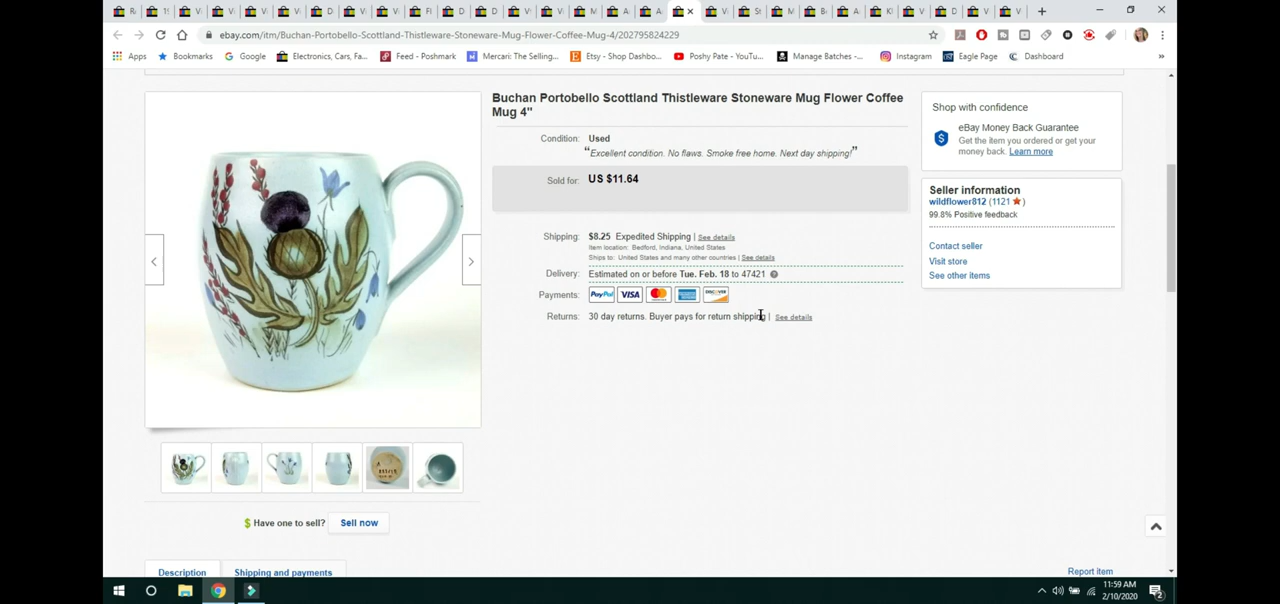 ebay.com/itm/Buchan-Portobello-Scottland-Thistleware-Stoneware-Mug-Flower-Coffee-Mug-4/202795824229
Apps
Bookmarks
Google
Electronics, Cars, Fa...
Feed - Poshmark
Mercari: The Selling...
Etsy - Shop Dashbo...
Poshy Pate - YouTu...
Manage Batches -...
Instagram
Eagle Page
Dashboard
»
Buchan Portobello Scottland Thistleware Stoneware Mug Flower Coffee
Mug 4"
Condition: Used
"Excellent condition. No flaws. Smoke free home. Next day shipping!"
Sold for: US $11.64
Shipping: $8.25 Expedited Shipping | See details
Item location: Bedford, Indiana, United States
Ships to: United States and many other countries | See details
Delivery: Estimated on or before Tue. Feb. 18 to 47421
Payments: PayPal VISA DISCOVER
Returns: 30 day returns. Buyer pays for return shipping | See details
Shop with confidence
eBay Money Back Guarantee
Get the item you ordered or get your
money back. Learn more
Seller information
wildflower812 (1121 ★)
99.8% Positive feedback
Contact seller
Visit store
See other items
$ Have one to sell? Sell now
Description
Shipping and payments
Report item
11:59 AM
2/10/2020